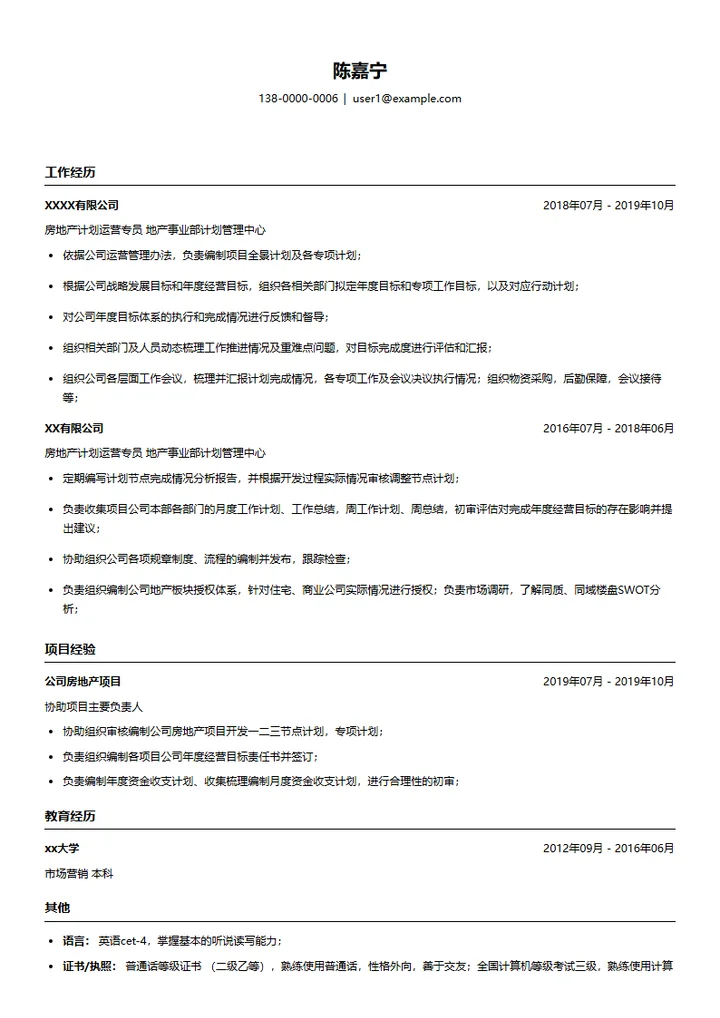 陈嘉宁
138-0000-0006 | user1@example.com
工作经历
XXXX有限公司 2018年07月 - 2019年10月
房地产计划运营专员 地产事业部计划管理中心
• 依据公司运营管理办法，负责编制项目全景计划及各专项计划；
• 根据公司战略发展目标和年度经营目标，组织各相关部门拟定年度目标和专项工作目标，以及对应行动计划；
• 对公司年度目标体系的执行和完成情况进行反馈和督导；
• 组织相关部门及人员动态梳理工作推进情况及重难点问题，对目标完成度进行评估和汇报；
• 组织公司各层面工作会议，梳理并汇报计划完成情况，各专项工作及会议决议执行情况；组织物资采购，后勤保障，会议接待
等；
XX有限公司 2016年07月 - 2018年06月
房地产计划运营专员 地产事业部计划管理中心
• 定期编写计划节点完成情况分析报告，并根据开发过程实际情况审核调整节点计划；
• 负责收集项目公司本部各部门的月度工作计划、工作总结，周工作计划、周总结，初审评估对完成年度经营目标的存在影响并提
出建议；
• 协助组织公司各项规章制度、流程的编制并发布，跟踪检查；
• 负责组织编制公司地产板块授权体系，针对住宅、商业公司实际情况进行授权；负责市场调研，了解同质、同域楼盘SWOT分
析；
项目经验
公司房地产项目 2019年07月 - 2019年10月
协助项目主要负责人
• 协助组织审核编制公司房地产项目开发一二三节点计划，专项计划；
• 负责组织编制各项目公司年度经营目标责任书并签订；
• 负责编制年度资金收支计划、收集梳理编制月度资金收支计划，进行合理性的初审；
教育经历
xx大学 2012年09月 - 2016年06月
市场营销 本科
其他
• 语言： 英语cet-4，掌握基本的听说读写能力；
• 证书/执照： 普通话等级证书 （二级乙等），熟练使用普通话，性格外向，善于交友；全国计算机等级考试三级，熟练使用计算